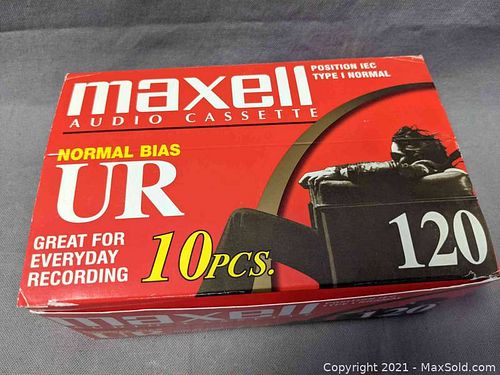 POSITION IEC
TYPE I NORMAL
maxell
AUDIO CASSETTE
NORMAL BIAS
UR
GREAT FOR
EVERYDAY
RECORDING
10PCS.
120
maxell
120
Copyright © 2021 - MaxSold.com